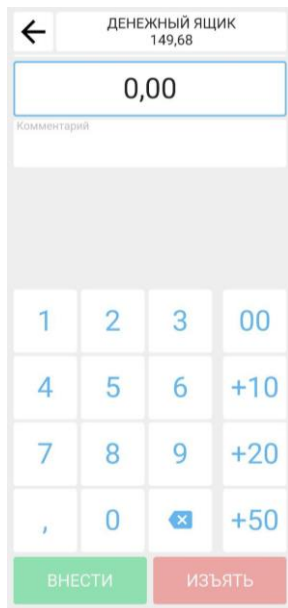 ДЕНЕЖНЫЙ ЯЩИК
149,68
0,00
Комментарий
1 2 3 00
4 5 6 +10
7 8 9 +20
, 0 +50
ВНЕСТИ ИЗЪЯТЬ